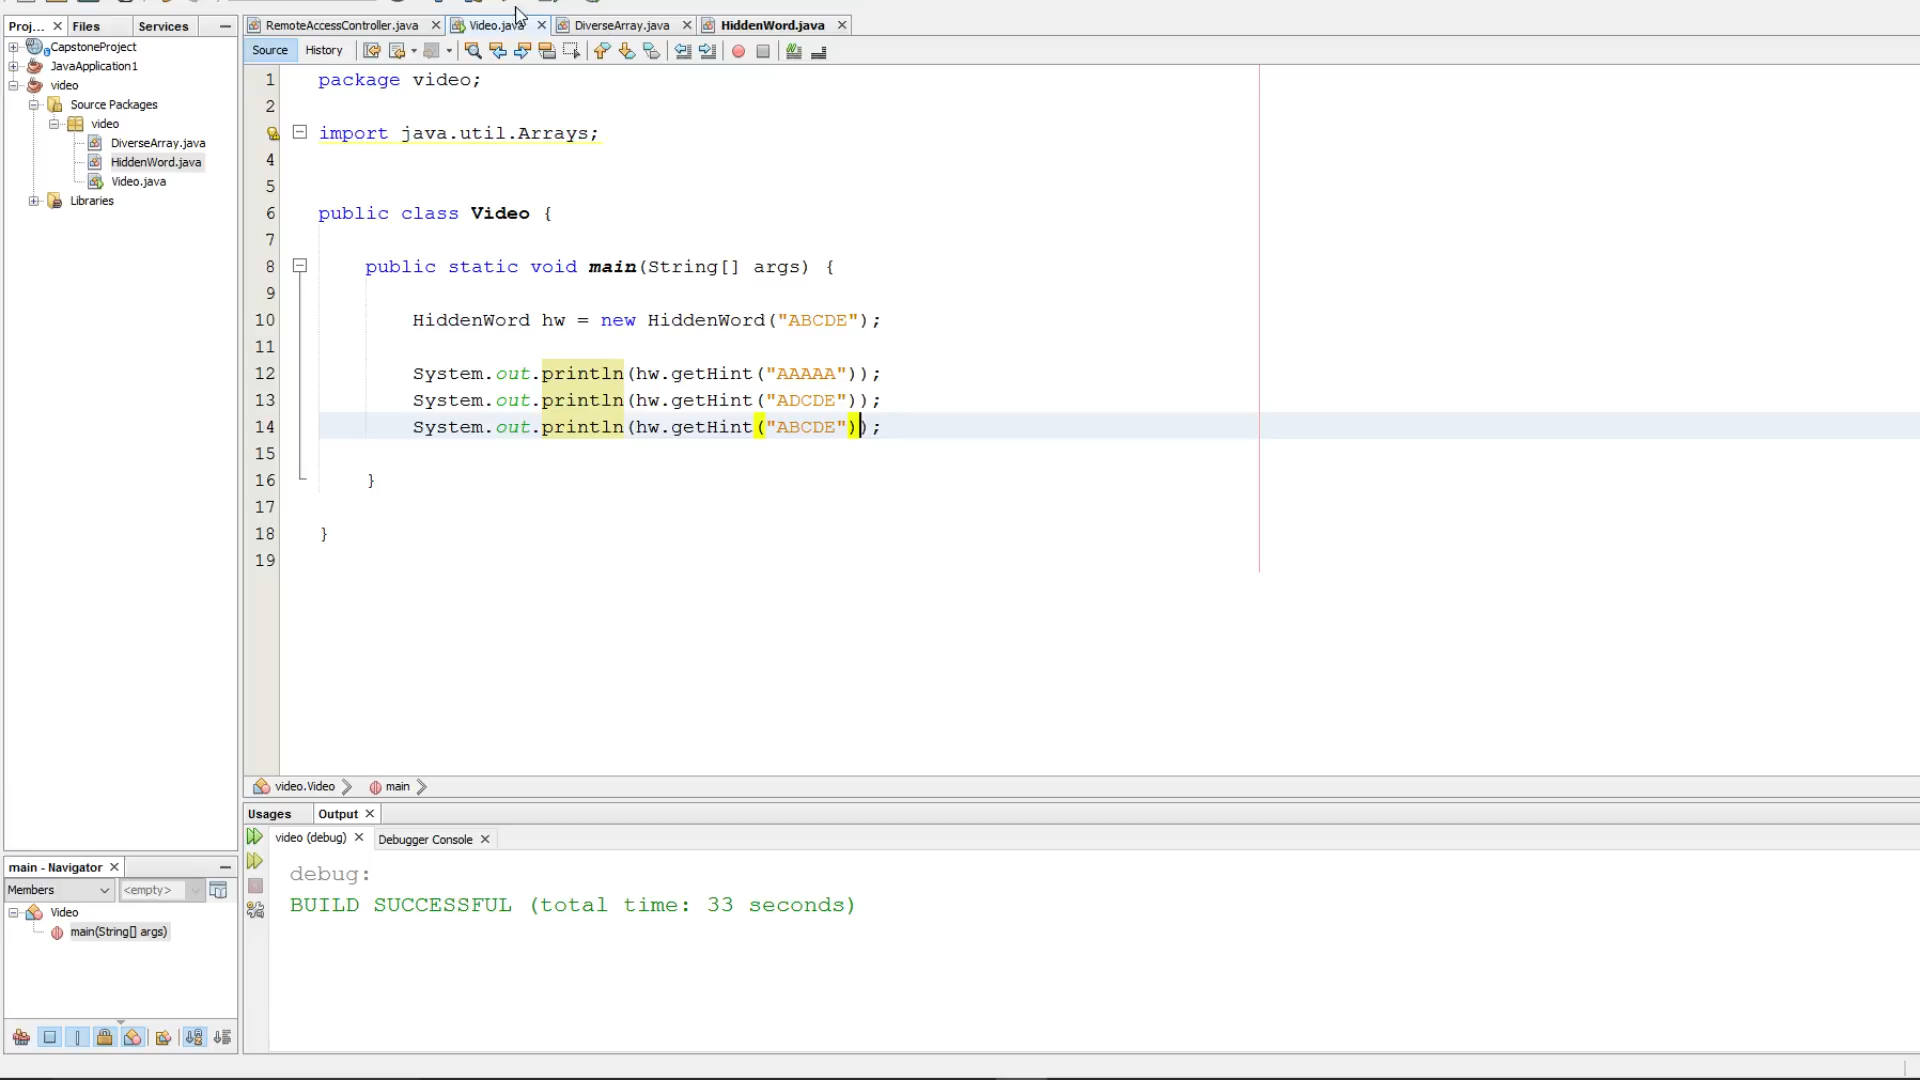 Proj...
Files
Services
CapstoneProject
JavaApplication1
video
Source Packages
video
DiverseArray.java
HiddenWord.java
Video.java
Libraries
RemoteAccessController.java
Video.java
DiverseArray.java
HiddenWord.java
Source
History
1 package video;
2
import java.util.Arrays;
4
5
6 public class Video {
7
8 public static void main(String[] args) {
9
10 HiddenWord hw = new HiddenWord("ABCDE");
11
12 System.out.println(hw.getHint("AAAAA"));
13 System.out.println(hw.getHint("ADCDE"));
14 System.out.println(hw.getHint("ABCDE"));
15
16 }
17
18 }
19
video.Video
main
Usages
Output
video (debug)
Debugger Console
debug:
BUILD SUCCESSFUL (total time: 33 seconds)
main - Navigator
Members
<empty>
Video
main(String[] args)